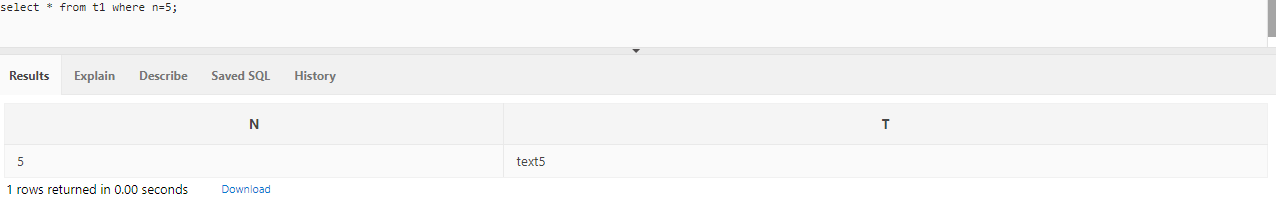 select * from t1 where n=5;
Results Explain Describe Saved SQL History
N T
5 text5
1 rows returned in 0.00 seconds Download